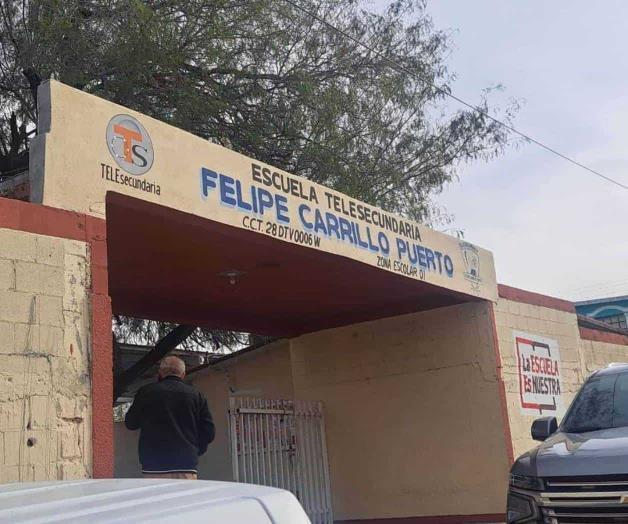 TS
TELEsecundaria
ESCUELA TELESECUNDARIA
FELIPE CARRILLO PUERTO
C.C.T. 28 DTV0006 W
ZONA ESCOLAR 01
La ESCUELA
Es NUESTRA